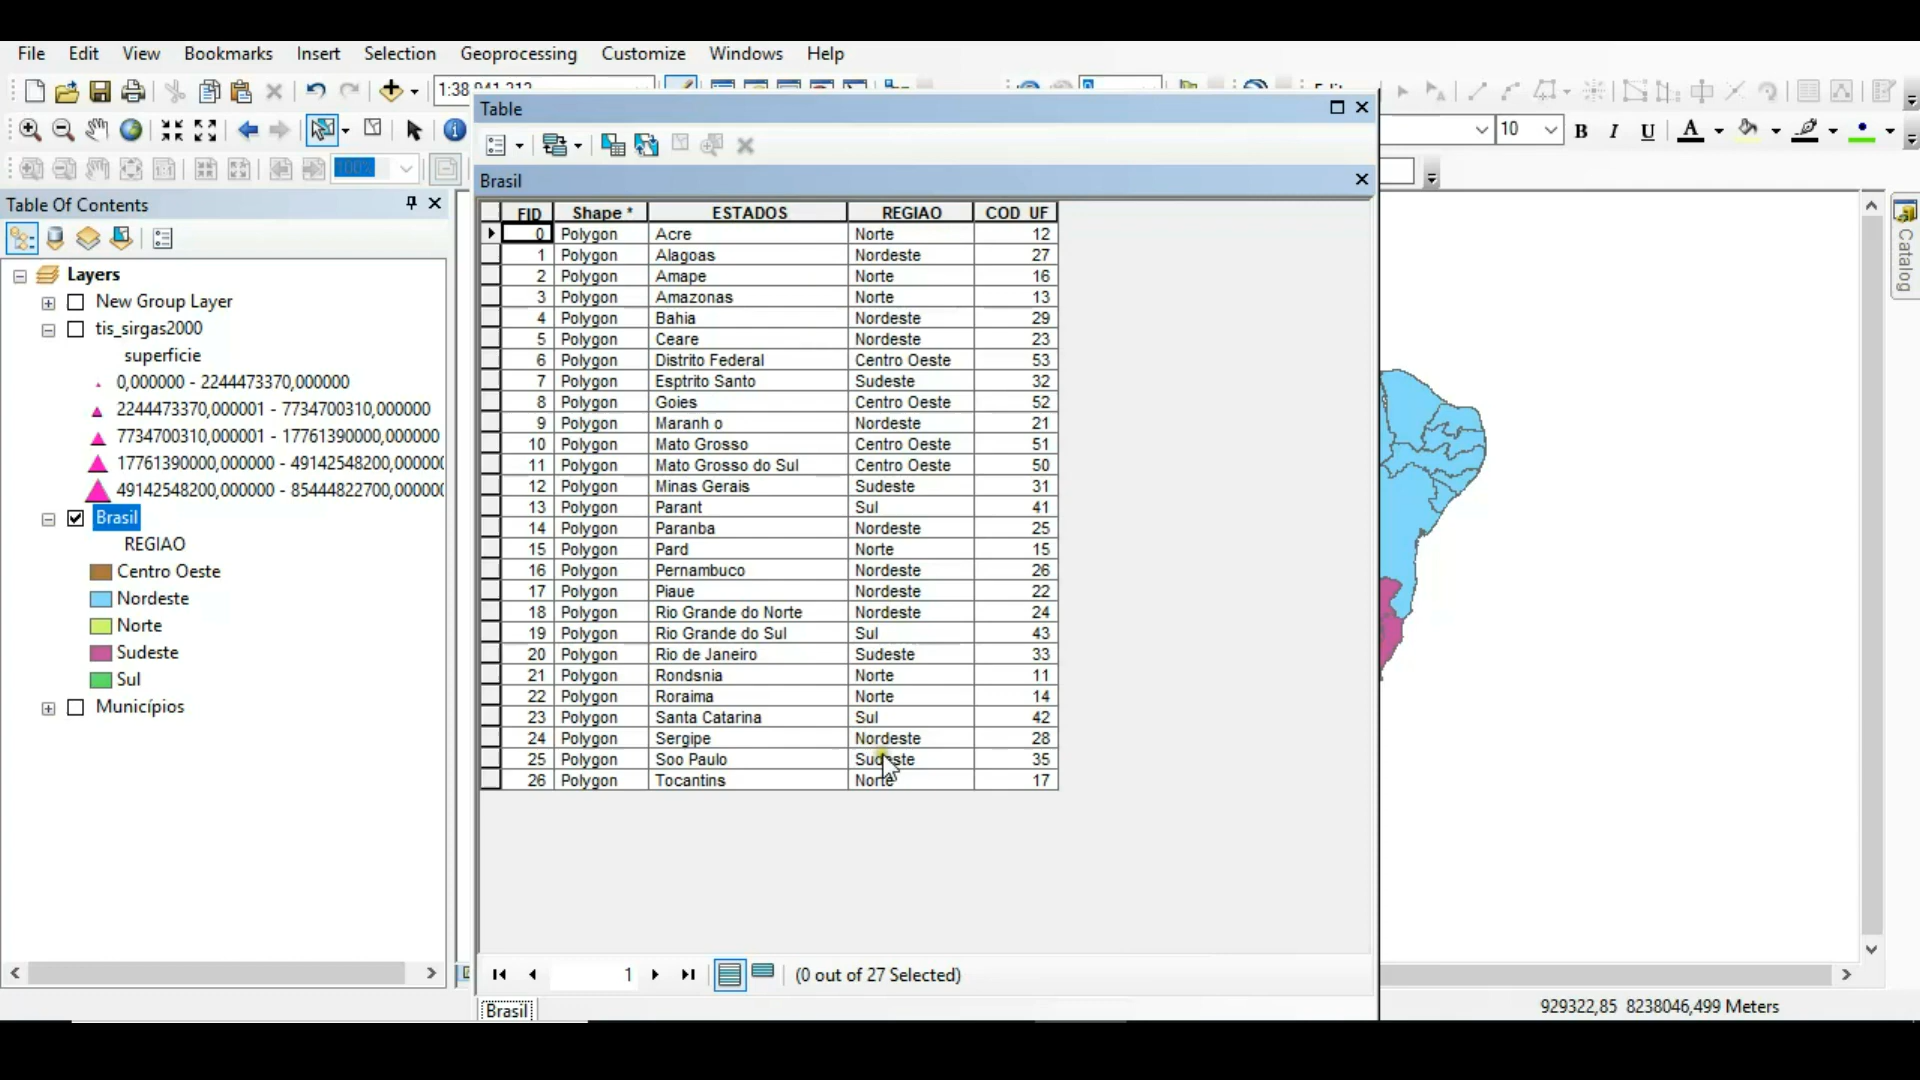 File Edit View Bookmarks Insert Selection Geoprocessing Customize Windows Help
Table
10 B I U A
100%
Brasil
Table Of Contents
Layers
New Group Layer
tis_sirgas2000
superficie
0,000000 - 2244473370,000000
2244473370,000001 - 7734700310,000000
7734700310,000001 - 17761390000,000000
17761390000,000000 - 49142548200,00000
49142548200,000000 - 85444822700,00000
Brasil
REGIAO
Centro Oeste
Nordeste
Norte
Sudeste
Sul
Municípios
FID Shape * ESTADOS REGIAO COD_UF
0 Polygon Acre Norte 12
1 Polygon Alagoas Nordeste 27
2 Polygon Amape Norte 16
3 Polygon Amazonas Norte 13
4 Polygon Bahia Nordeste 29
5 Polygon Ceare Nordeste 23
6 Polygon Distrito Federal Centro Oeste 53
7 Polygon Esptrito Santo Sudeste 32
8 Polygon Goies Centro Oeste 52
9 Polygon Maranh o Nordeste 21
10 Polygon Mato Grosso Centro Oeste 51
11 Polygon Mato Grosso do Sul Centro Oeste 50
12 Polygon Minas Gerais Sudeste 31
13 Polygon Parant Sul 41
14 Polygon Paranba Nordeste 25
15 Polygon Pard Norte 15
16 Polygon Pernambuco Nordeste 26
17 Polygon Piaue Nordeste 22
18 Polygon Rio Grande do Norte Nordeste 24
19 Polygon Rio Grande do Sul Sul 43
20 Polygon Rio de Janeiro Sudeste 33
21 Polygon Rondsnia Norte 11
22 Polygon Roraima Norte 14
23 Polygon Santa Catarina Sul 42
24 Polygon Sergipe Nordeste 28
25 Polygon Soo Paulo Sudeste 35
26 Polygon Tocantins Norte 17
1 (0 out of 27 Selected)
Brasil
Catalog
929322,85 8238046,499 Meters